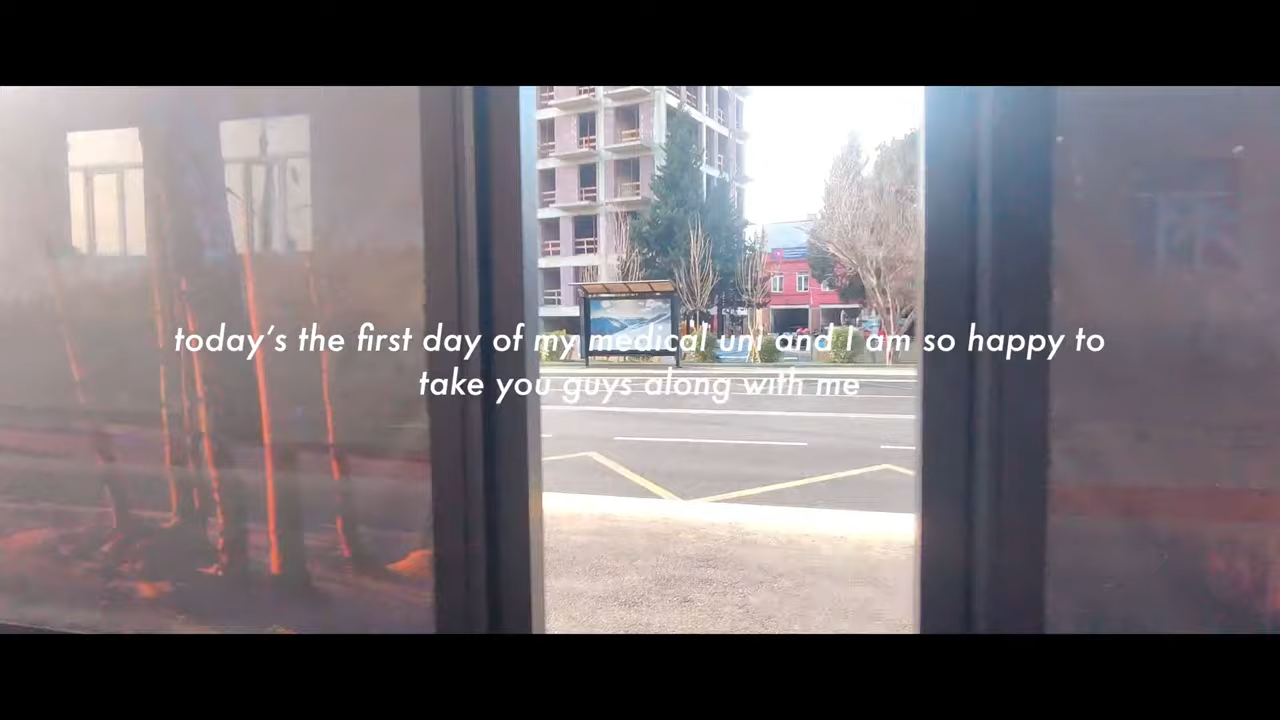 today's the first day of my medical uni and I am so happy to
take you guys along with me